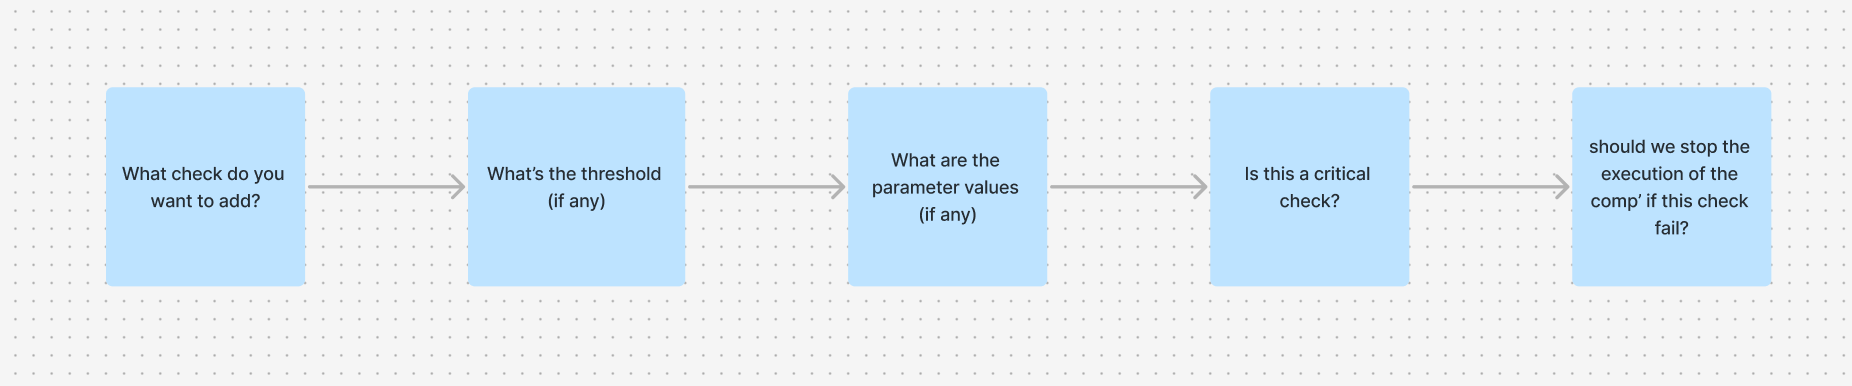 What check do you
want to add?
What’s the threshold
(if any)
What are the
parameter values
(if any)
Is this a critical
check?
should we stop the
execution of the
comp’ if this check
fail?